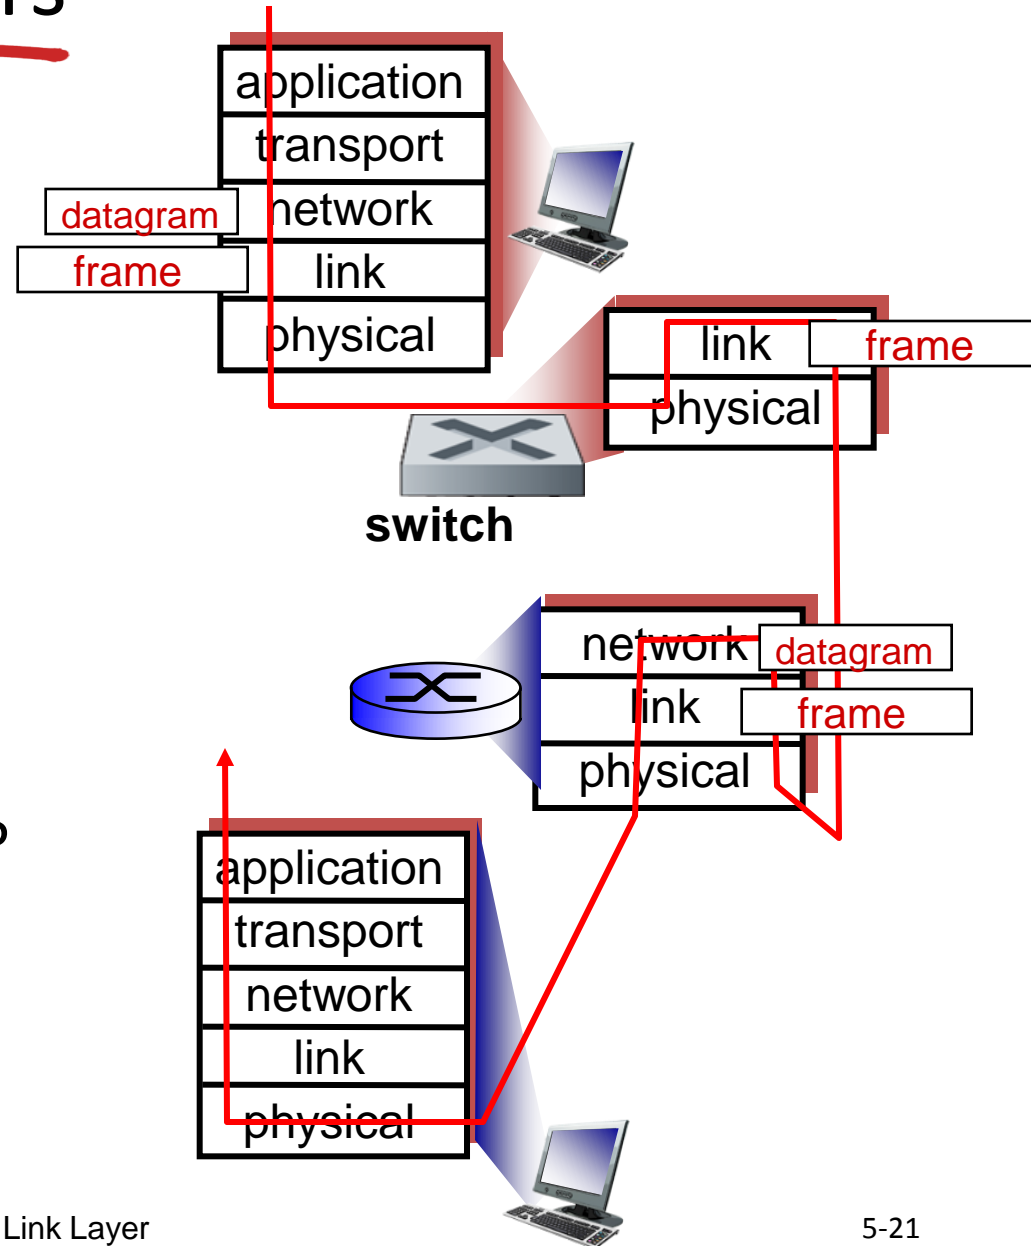 application
transport
datagram
network
frame
link
physical
link
frame
physical
switch
network
datagram
link
frame
physical
application
transport
network
link
physical
Link Layer
5-21